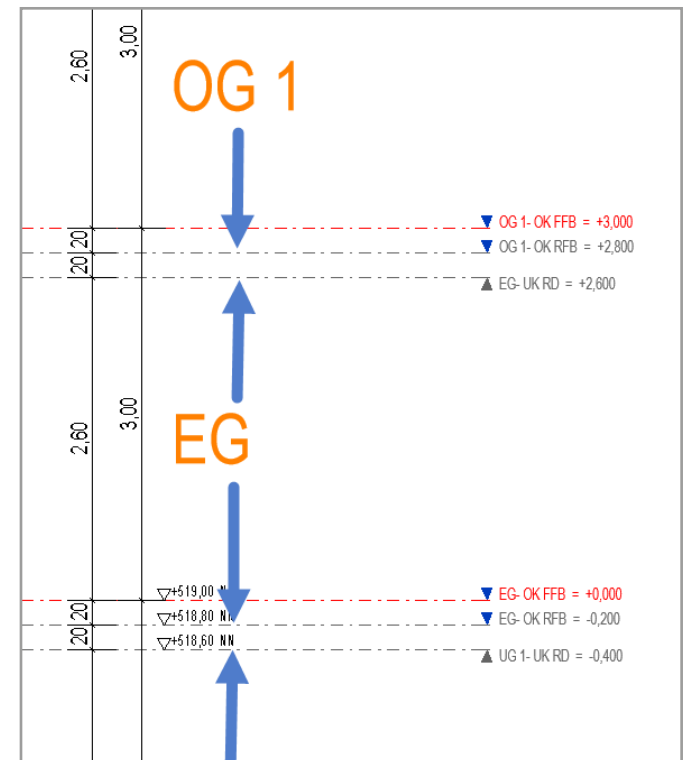 3,00
2,60
OG 1
OG 1- OK FFB = +3,000
20
OG 1- OK RFB = +2,800
20
EG- UK RD = +2,600
3,00
2,60
EG
+519,00
EG- OK FFB = +0,000
20
+518,80
EG- OK RFB = -0,200
20
+518,60 NN
UG 1- UK RD = -0,400